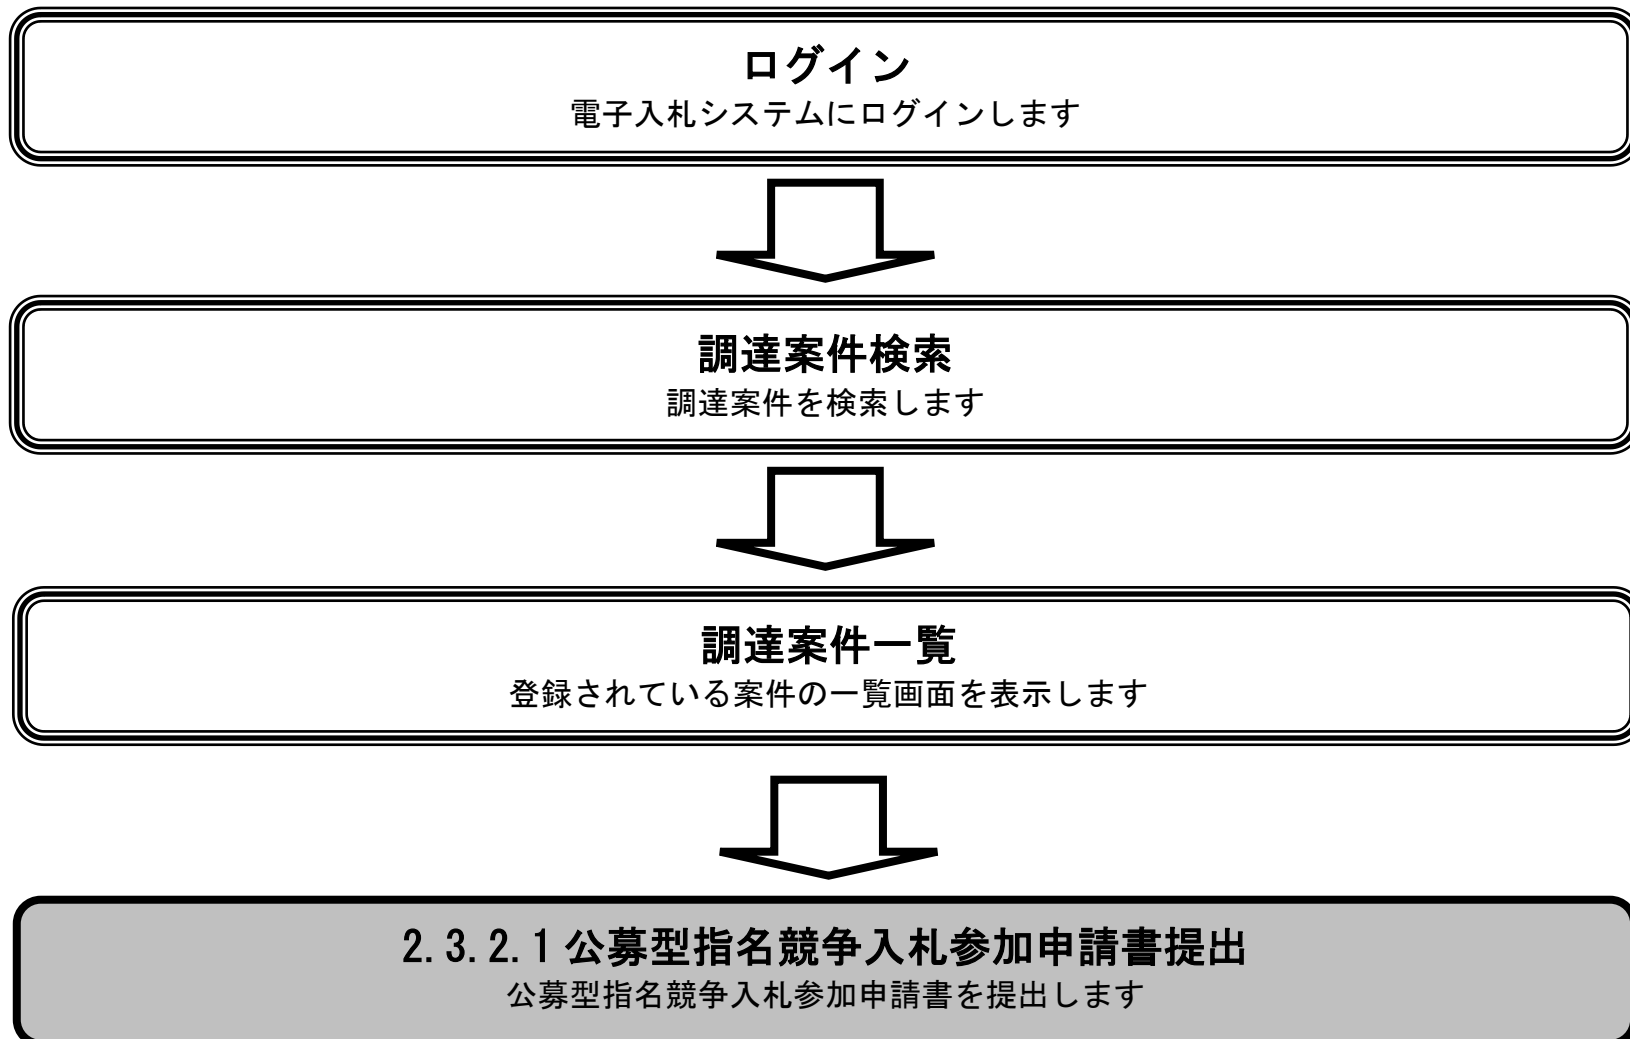 ログイン
電子入札システムにログインします
調達案件検索
調達案件を検索します
調達案件一覧
登録されている案件の一覧画面を表示します
2.3.2.1 公募型指名競争入札参加申請書提出
公募型指名競争入札参加申請書を提出します